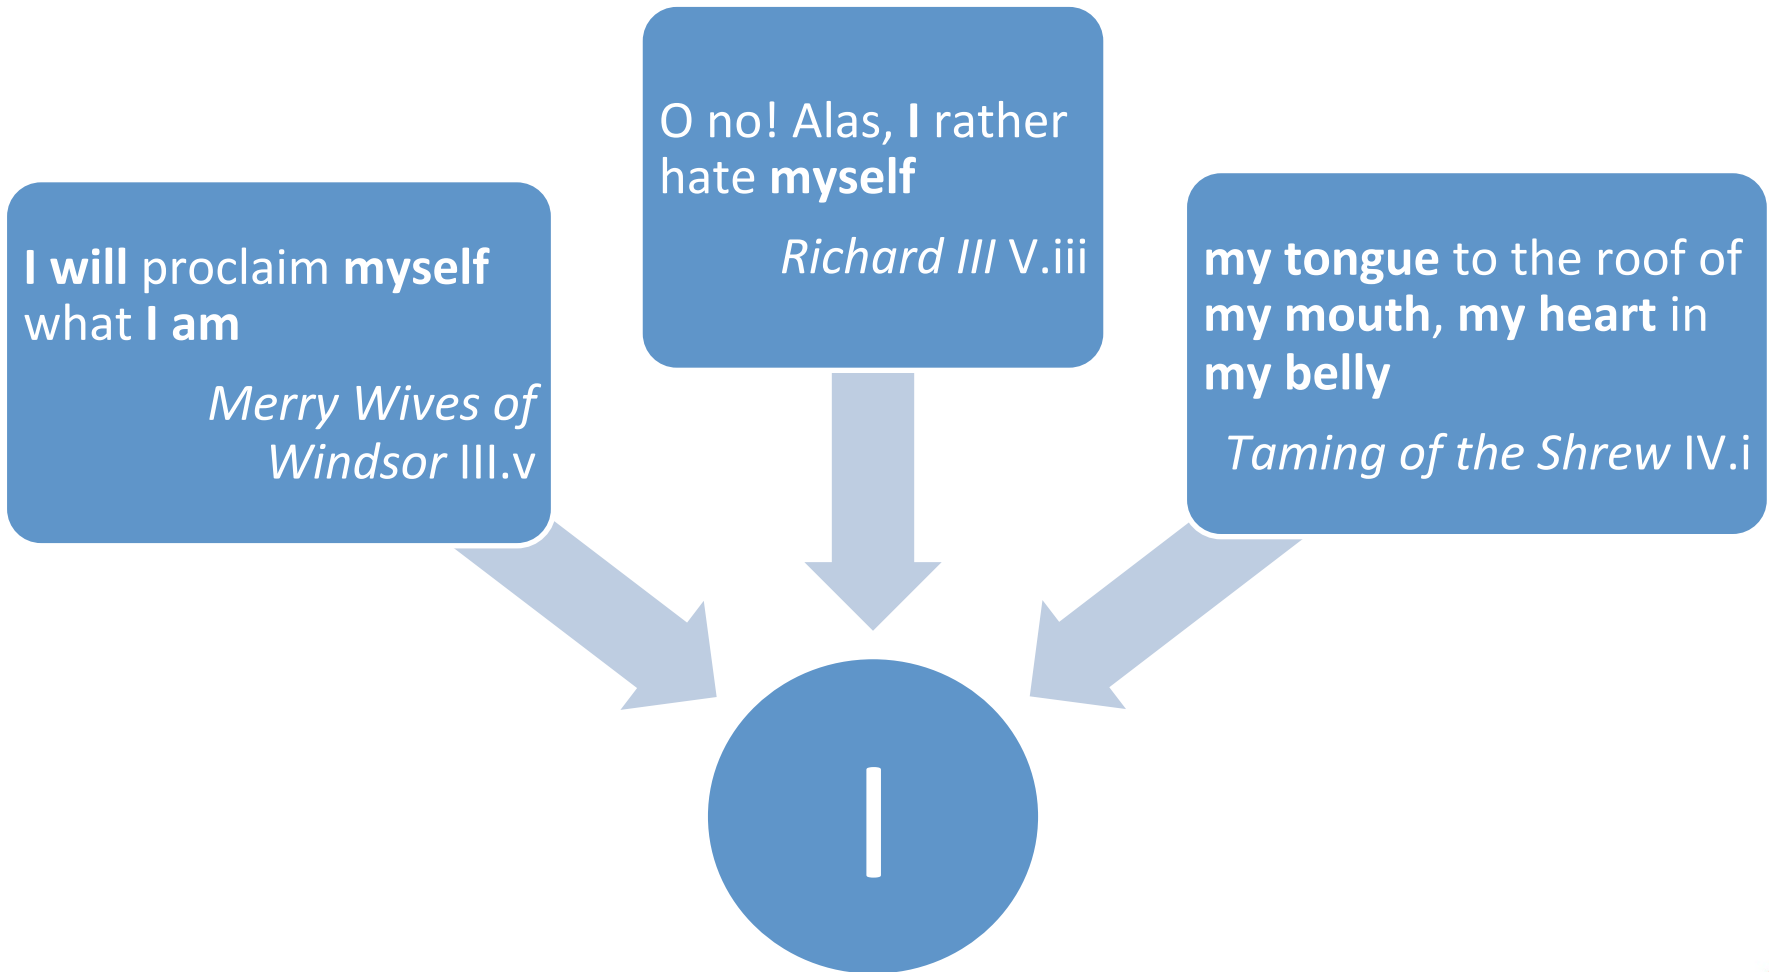 I will proclaim myself
what I am
Merry Wives of
Windsor III.v
O no! Alas, I rather
hate myself
Richard III V.iii
my tongue to the roof of
my mouth, my heart in
my belly
Taming of the Shrew IV.i
I